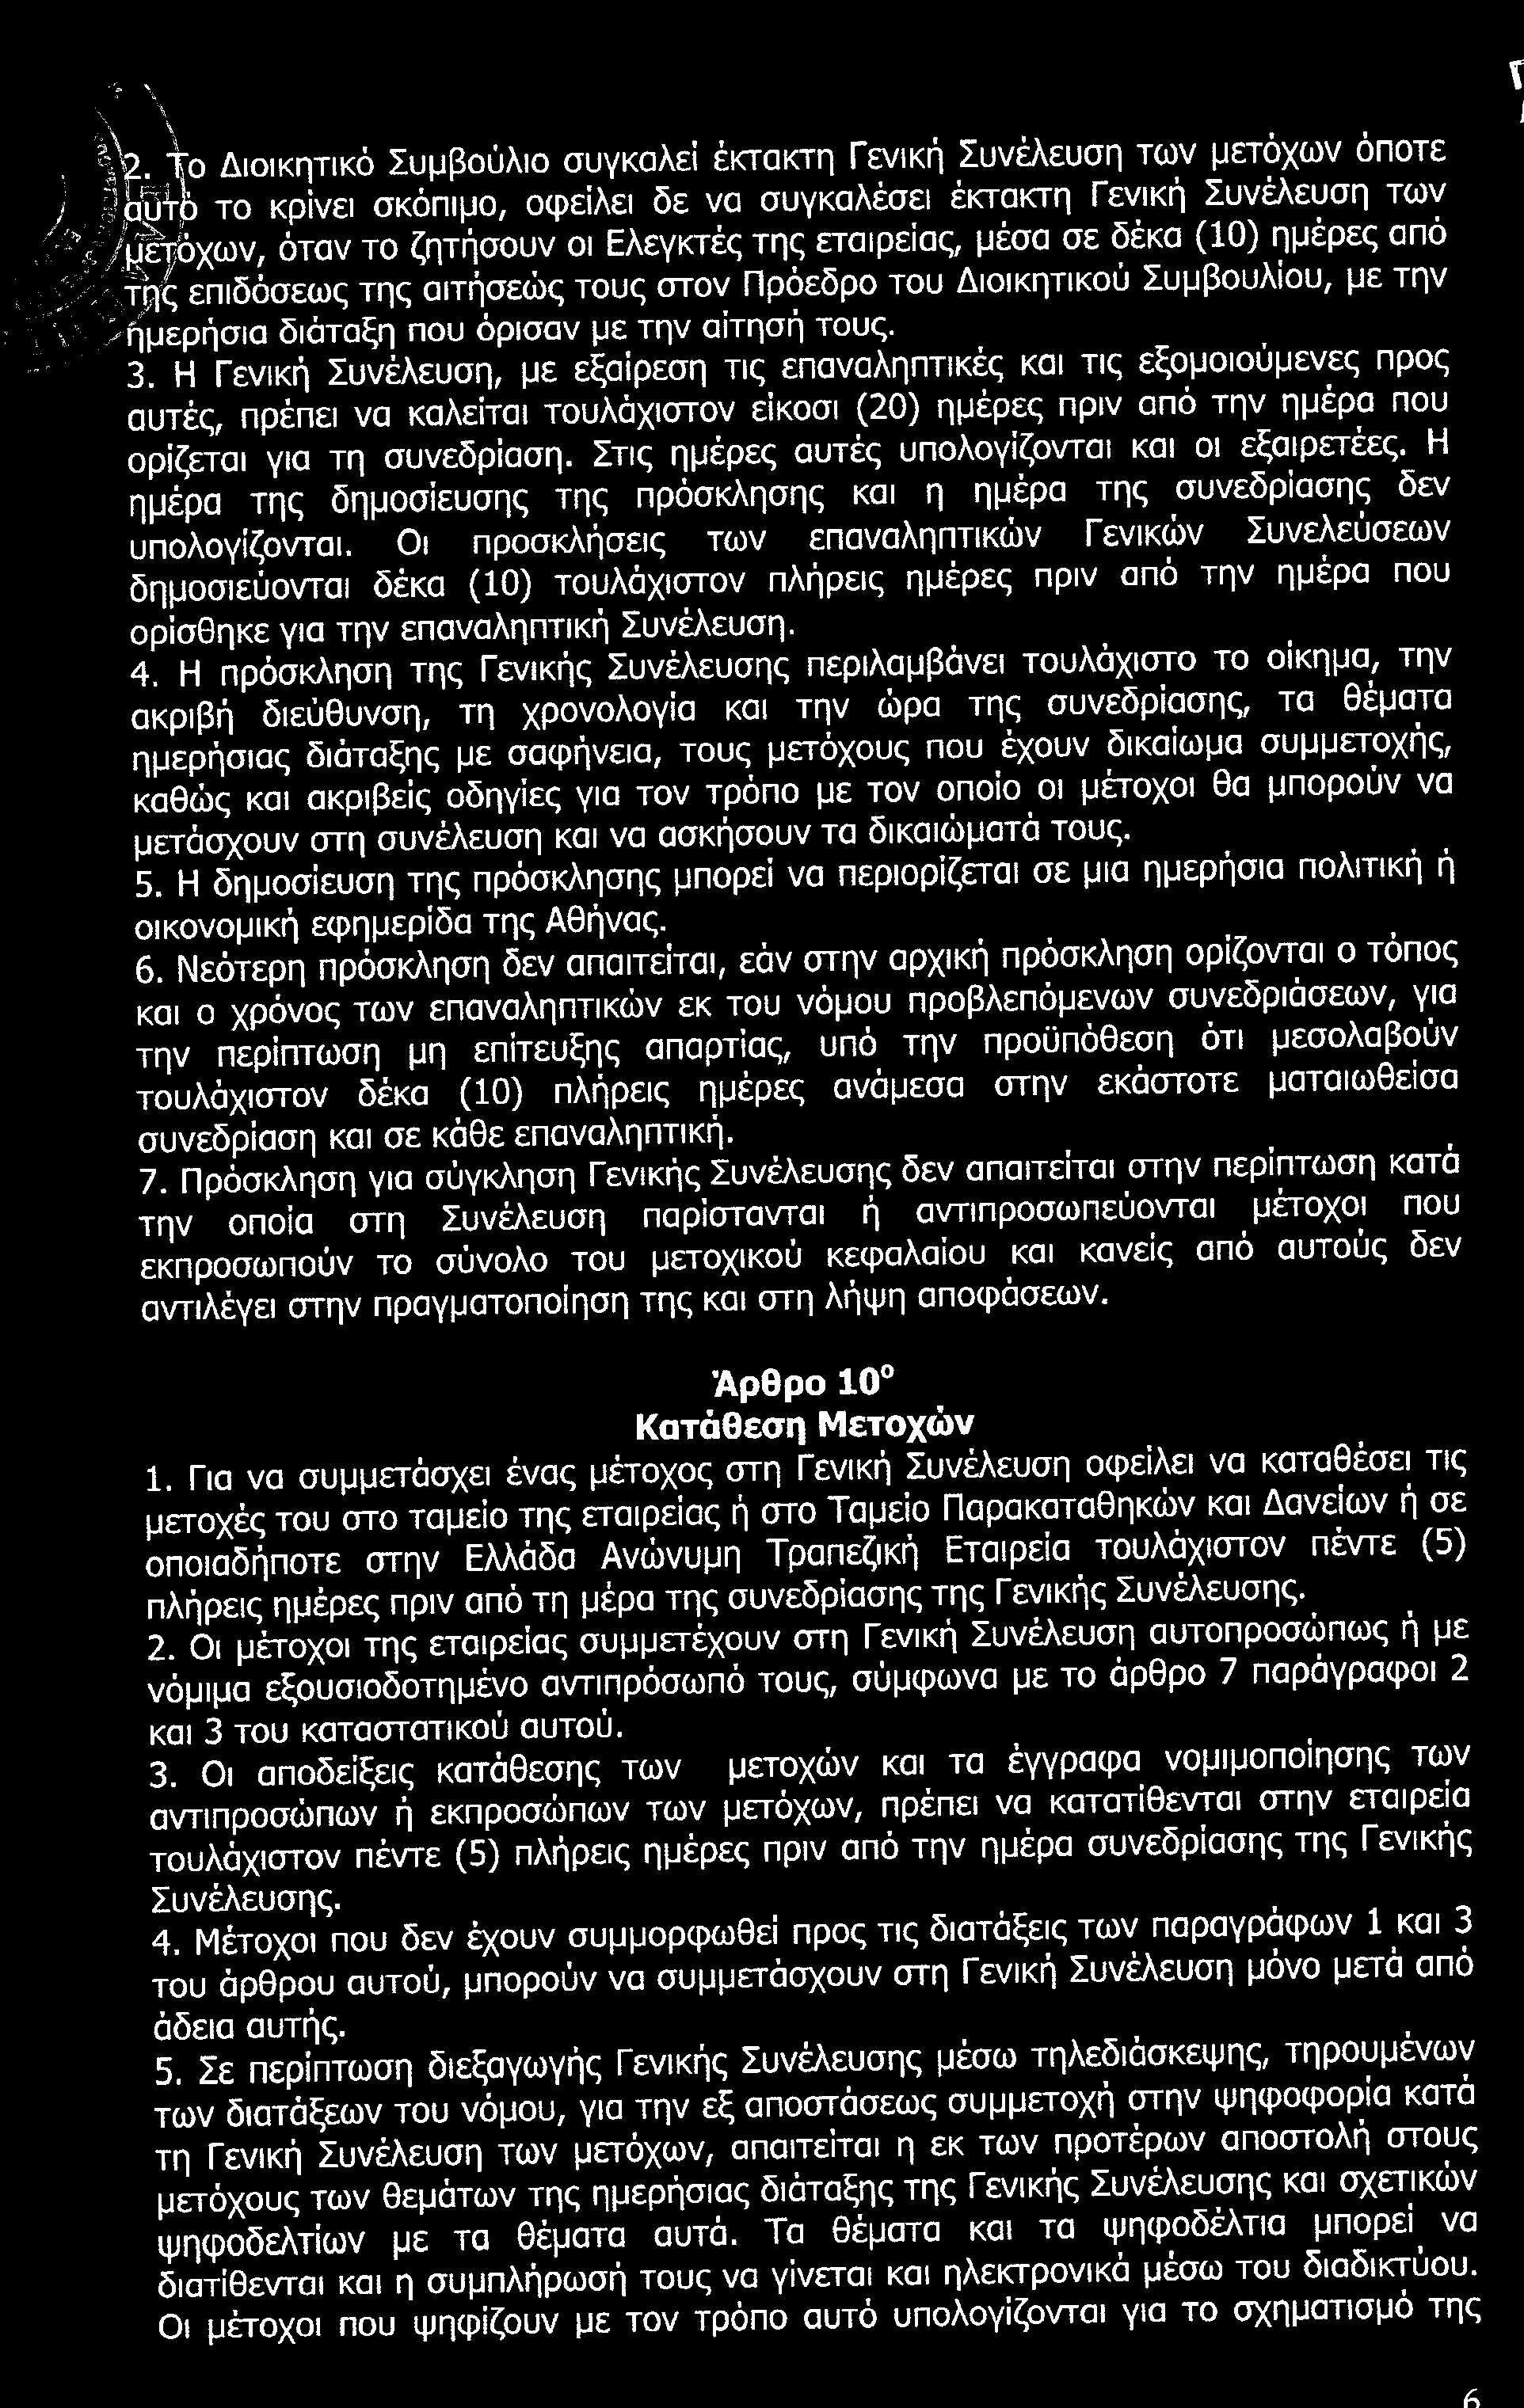 2. Το Διοικητικό Συμβούλιο συγκαλεί έκτακτη Γενική Συνέλευση των μετόχων όποτε
αυτό το κρίνει σκόπιμο, οφείλει δε να συγκαλέσει έκτακτη Γενική Συνέλευση των
μετόχων, όταν το ζητήσουν οι Ελεγκτές της εταιρείας, μέσα σε δέκα (10) ημέρες από
της επιδόσεως της αιτήσεώς τους στον Πρόεδρο του Διοικητικού Συμβουλίου, με την
ημερήσια διάταξη που όρισαν με την αίτησή τους.
3. Η Γενική Συνέλευση, με εξαίρεση τις επαναληπτικές και τις εξομοιούμενες προς
αυτές, πρέπει να καλείται τουλάχιστον είκοσι (20) ημέρες πριν από την ημέρα που
ορίζεται για τη συνεδρίαση. Στις ημέρες αυτές υπολογίζονται και οι εξαιρετέες. Η
ημέρα της δημοσίευσης της πρόσκλησης και η ημέρα της συνεδρίασης δεν
υπολογίζονται. Οι προσκλήσεις των επαναληπτικών Γενικών Συνελεύσεων
δημοσιεύονται δέκα (10) τουλάχιστον πλήρεις ημέρες πριν από την ημέρα που
ορίσθηκε για την επαναληπτική Συνέλευση.
4. Η πρόσκληση της Γενικής Συνέλευσης περιλαμβάνει τουλάχιστο το οίκημα, την
ακριβή διεύθυνση, τη χρονολογία και την ώρα της συνεδρίασης, τα θέματα
ημερήσιας διάταξης με σαφήνεια, τους μετόχους που έχουν δικαίωμα συμμετοχής,
καθώς και ακριβείς οδηγίες για τον τρόπο με τον οποίο οι μέτοχοι θα μπορούν να
μετάσχουν στη συνέλευση και να ασκήσουν τα δικαιώματά τους.
5. Η δημοσίευση της πρόσκλησης μπορεί να περιορίζεται σε μια ημερήσια πολιτική ή
οικονομική εφημερίδα της Αθήνας.
6. Νεότερη πρόσκληση δεν απαιτείται, εάν στην αρχική πρόσκληση ορίζονται ο τόπος
και ο χρόνος των επαναληπτικών εκ του νόμου προβλεπόμενων συνεδριάσεων, για
την περίπτωση μη επίτευξης απαρτίας, υπό την προϋπόθεση ότι μεσολαβούν
τουλάχιστον δέκα (10) πλήρεις ημέρες ανάμεσα στην εκάστοτε ματαιωθείσα
συνεδρίαση και σε κάθε επαναληπτική.
7. Πρόσκληση για σύγκληση Γενικής Συνέλευσης δεν απαιτείται στην περίπτωση κατά
την οποία στη Συνέλευση παρίστανται ή αντιπροσωπεύονται μέτοχοι που
εκπροσωπούν το σύνολο του μετοχικού κεφαλαίου και κανείς από αυτούς δεν
αντιλέγει στην πραγματοποίηση της και στη λήψη αποφάσεων.
Άρθρο 10°
Κατάθεση Μετοχών
1. Για να συμμετάσχει ένας μέτοχος στη Γενική Συνέλευση οφείλει να καταθέσει τις
μετοχές του στο ταμείο της εταιρείας ή στο Ταμείο Παρακαταθηκών και Δανείων ή σε
οποιαδήποτε στην Ελλάδα Ανώνυμη Τραπεζική Εταιρεία τουλάχιστον πέντε (5)
πλήρεις ημέρες πριν από τη μέρα της συνεδρίασης της Γενικής Συνέλευσης.
2. Οι μέτοχοι της εταιρείας συμμετέχουν στη Γενική Συνέλευση αυτοπροσώπως ή με
νόμιμα εξουσιοδοτημένο αντιπρόσωπό τους, σύμφωνα με το άρθρο 7 παράγραφοι 2
και 3 του καταστατικού αυτού.
3. Οι αποδείξεις κατάθεσης των μετοχών και τα έγγραφα νομιμοποίησης των
αντιπροσώπων ή εκπροσώπων των μετόχων, πρέπει να κατατίθενται στην εταιρεία
τουλάχιστον πέντε (5) πλήρεις ημέρες πριν από την ημέρα συνεδρίασης της Γενικής
Συνέλευσης.
4. Μέτοχοι που δεν έχουν συμμορφωθεί προς τις διατάξεις των παραγράφων 1 και 3
του άρθρου αυτού, μπορούν να συμμετάσχουν στη Γενική Συνέλευση μόνο μετά από
άδεια αυτής.
5. Σε περίπτωση διεξαγωγής Γενικής Συνέλευσης μέσω τηλεδιάσκεψης, τηρουμένων
των διατάξεων του νόμου, για την εξ αποστάσεως συμμετοχή στην ψηφοφορία κατά
τη Γενική Συνέλευση των μετόχων, απαιτείται η εκ των προτέρων αποστολή στους
μετόχους των θεμάτων της ημερήσιας διάταξης της Γενικής Συνέλευσης και σχετικών
ψηφοδελτίων με τα θέματα αυτά. Τα θέματα και τα ψηφοδέλτια μπορεί να
διατίθενται και η συμπλήρωσή τους να γίνεται και ηλεκτρονικά μέσω του διαδικτύου.
Οι μέτοχοι που ψηφίζουν με τον τρόπο αυτό υπολογίζονται για το σχηματισμό της
6